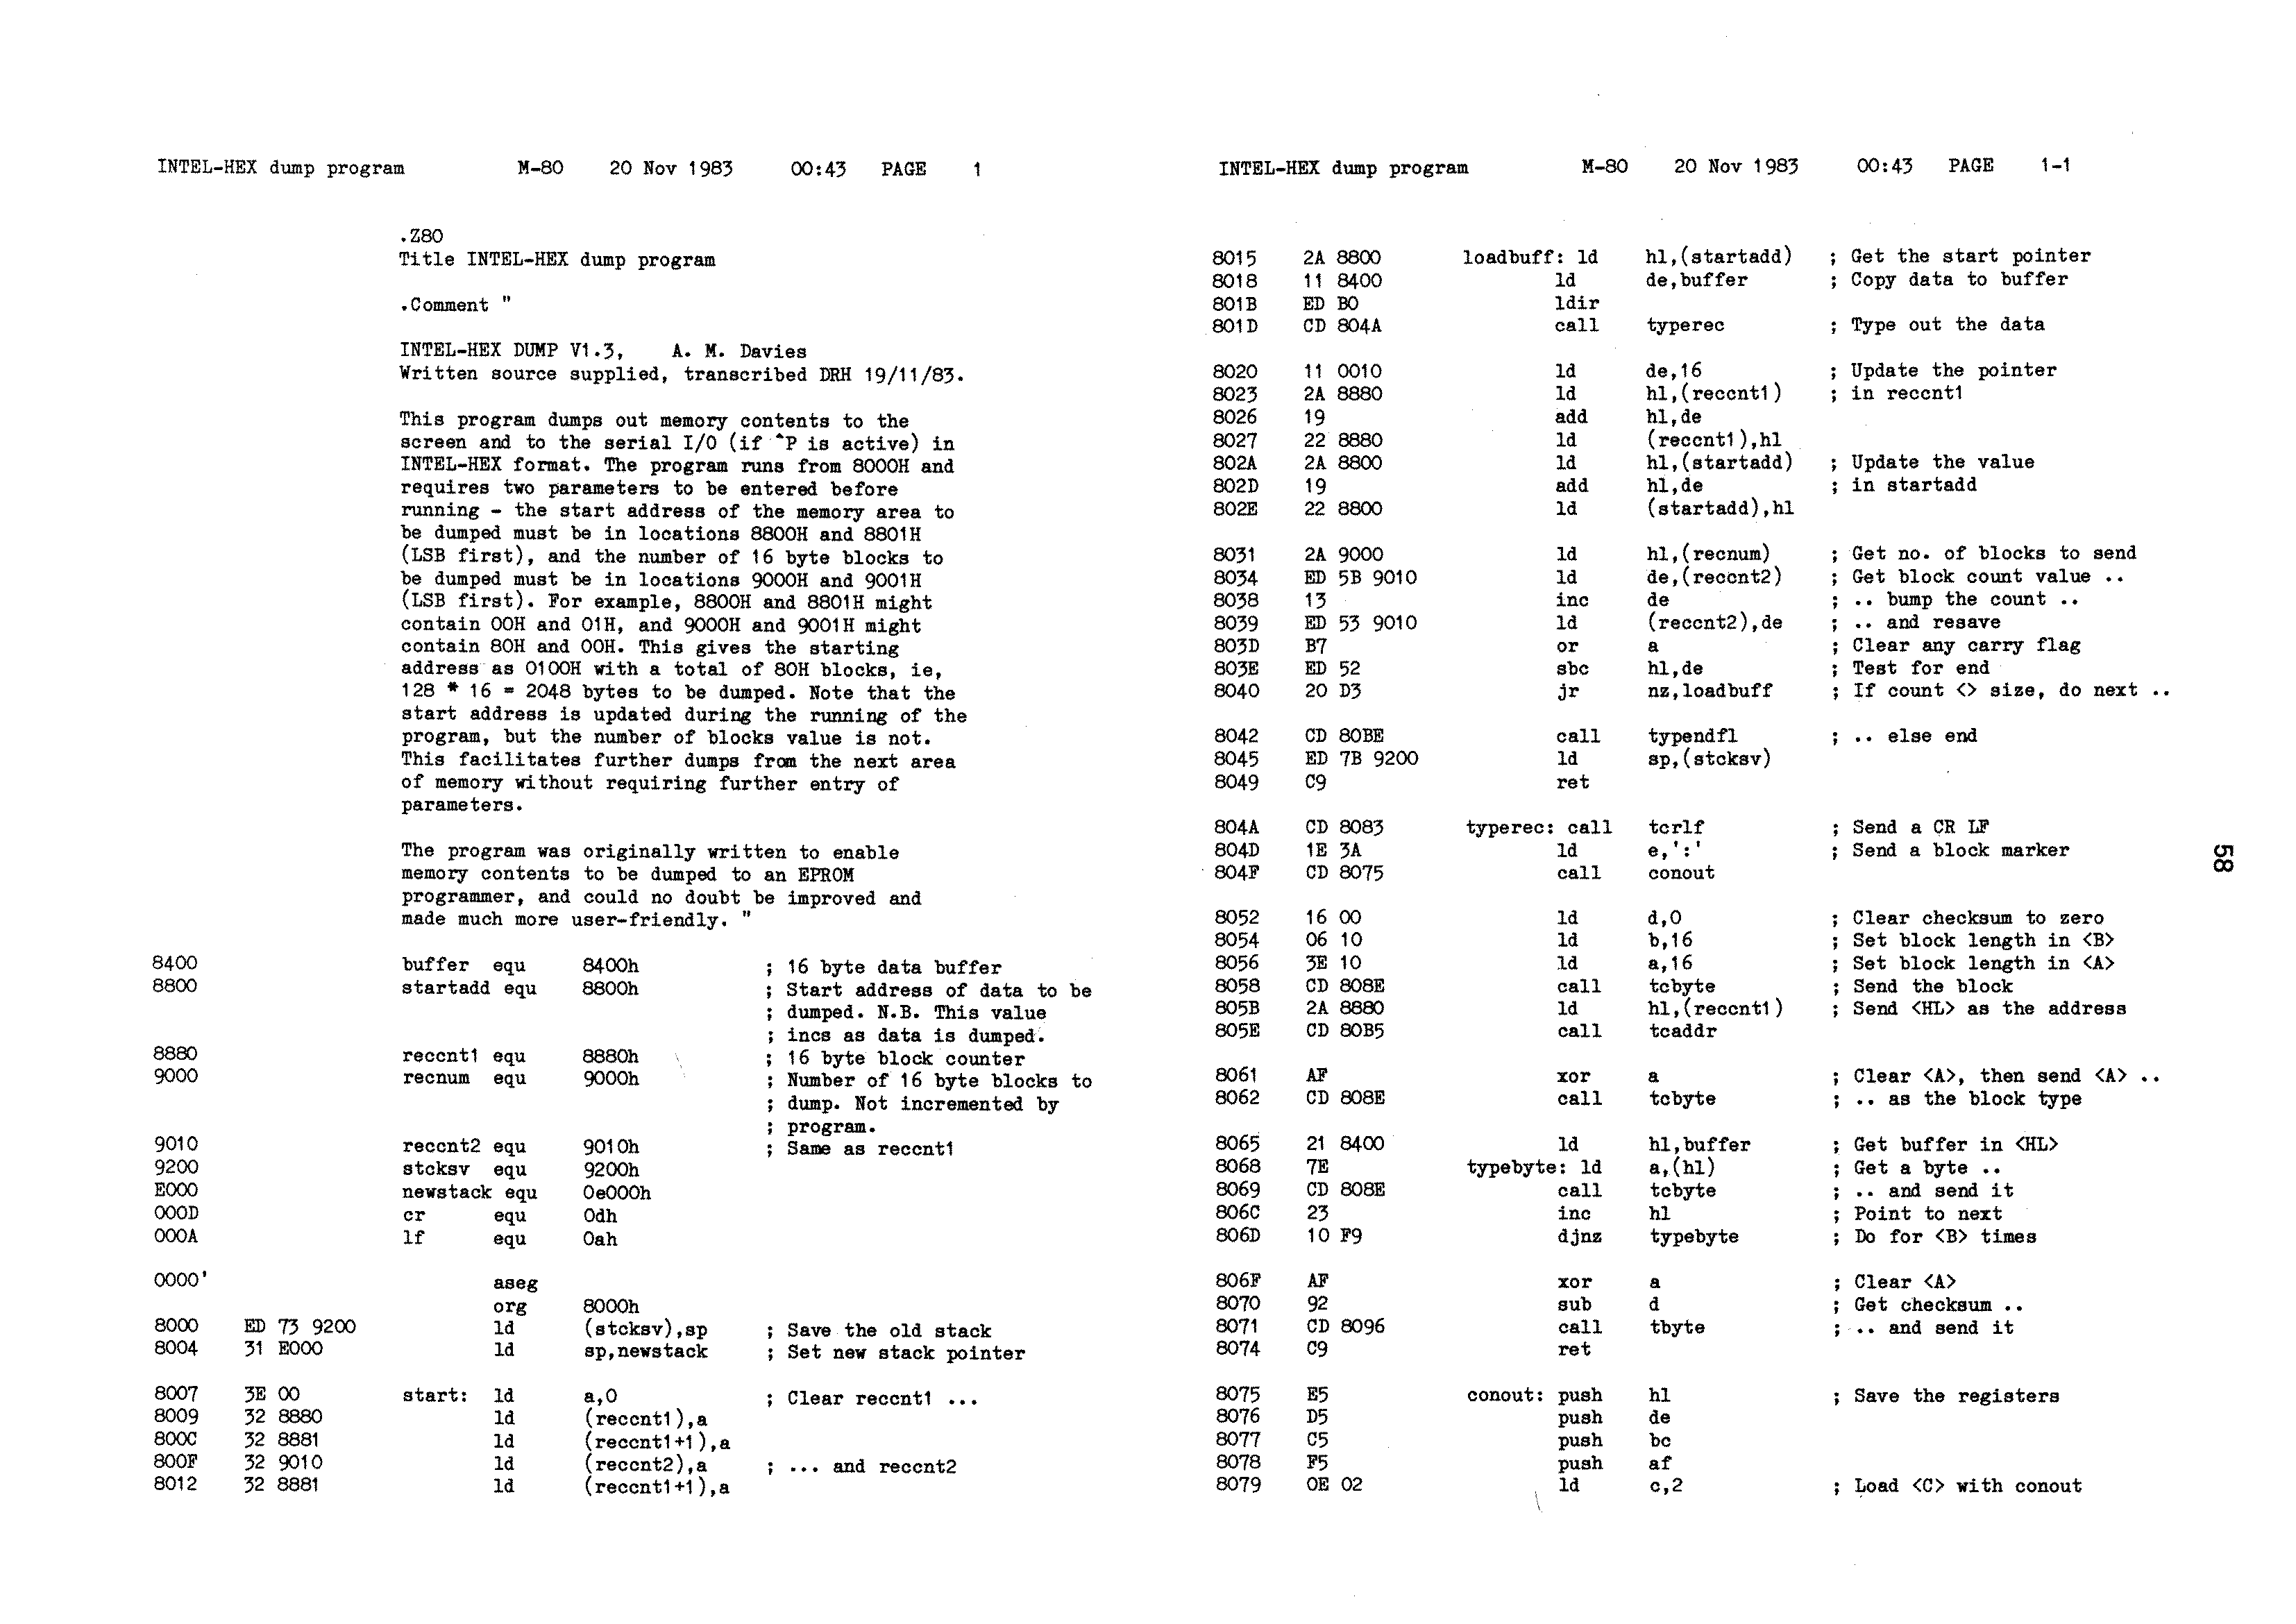 INTEL-HEX dump program M-80 20 Nov 1983 00:43 PAGE 1
.Z80
Title INTEL-HEX dump program
.Comment "
INTEL-HEX DUMP V1.3, A. M. Davies
Written source supplied, transcribed DRH 19/11/83.
This program dumps out memory contents to the
screen and to the serial I/O (if ^P is active) in
INTEL-HEX format. The program runs from 8000H and
requires two parameters to be entered before
running - the start address of the memory area to
be dumped must be in locations 8800H and 8801H
(LSB first), and the number of 16 byte blocks to
be dumped must be in locations 9000H and 9001H
(LSB first). For example, 8800H and 8801H might
contain 00H and 01H, and 9000H and 9001H might
contain 80H and 00H. This gives the starting
address as 0100H with a total of 80H blocks, ie,
128 * 16 = 2048 bytes to be dumped. Note that the
start address is updated during the running of the
program, but the number of blocks value is not.
This facilitates further dumps from the next area
of memory without requiring further entry of
parameters.
The program was originally written to enable
memory contents to be dumped to an EPROM
programmer, and could no doubt be improved and
made much more user-friendly. "
8400 buffer equ 8400h ; 16 byte data buffer
8800 startadd equ 8800h ; Start address of data to be
; dumped. N.B. This value
; incs as data is dumped.
8880 reccnt1 equ 8880h ; 16 byte block counter
9000 recnum equ 9000h ; Number of 16 byte blocks to
; dump. Not incremented by
; program.
9010 reccnt2 equ 9010h ; Same as reccnt1
9200 stcksv equ 9200h
E000 newstack equ 0e000h
000D cr equ 0dh
000A lf equ 0ah
0000' aseg
org 8000h
8000 ED 73 9200 ld (stcksv),sp ; Save the old stack
8004 31 E000 ld sp,newstack ; Set new stack pointer
8007 3E 00 start: ld a,0 ; Clear reccnt1 ...
8009 32 8880 ld (reccnt1),a
800C 32 8881 ld (reccnt1+1),a
800F 32 9010 ld (reccnt2),a ; ... and reccnt2
8012 32 8881 ld (reccnt1+1),a
INTEL-HEX dump program M-80 20 Nov 1983 00:43 PAGE 1-1
8015 2A 8800 loadbuff: ld hl,(startadd) ; Get the start pointer
8018 11 8400 ld de,buffer ; Copy data to buffer
801B ED B0 ldir
801D CD 804A call typerec ; Type out the data
8020 11 0010 ld de,16 ; Update the pointer
8023 2A 8880 ld hl,(reccnt1) ; in reccnt1
8026 19 add hl,de
8027 22 8880 ld (reccnt1),hl
802A 2A 8800 ld hl,(startadd) ; Update the value
802D 19 add hl,de ; in startadd
802E 22 8800 ld (startadd),hl
8031 2A 9000 ld hl,(recnum) ; Get no. of blocks to send
8034 ED 5B 9010 ld de,(reccnt2) ; Get block count value ..
8038 13 inc de ; .. bump the count ..
8039 ED 53 9010 ld (reccnt2),de ; .. and resave
803D B7 or a ; Clear any carry flag
803E ED 52 sbc hl,de ; Test for end
8040 20 D3 jr nz,loadbuff ; If count <> size, do next ..
8042 CD 80BE call typendfl ; .. else end
8045 ED 7B 9200 ld sp,(stcksv)
8049 C9 ret
804A CD 8083 typerec: call tcrlf ; Send a CR LF
804D 1E 3A ld e,':' ; Send a block marker
804F CD 8075 call conout
8052 16 00 ld d,0 ; Clear checksum to zero
8054 06 10 ld b,16 ; Set block length in <B>
8056 3E 10 ld a,16 ; Set block length in <A>
8058 CD 808E call tcbyte ; Send the block
805B 2A 8880 ld hl,(reccnt1) ; Send <HL> as the address
805E CD 80B5 call tcaddr
8061 AF xor a ; Clear <A>, then send <A> ..
8062 CD 808E call tcbyte ; .. as the block type
8065 21 8400 ld hl,buffer ; Get buffer in <HL>
8068 7E typebyte: ld a,(hl) ; Get a byte ..
8069 CD 808E call tcbyte ; .. and send it
806C 23 inc hl ; Point to next
806D 10 F9 djnz typebyte ; Do for <B> times
806F AF xor a ; Clear <A>
8070 92 sub d ; Get checksum ..
8071 CD 8096 call tbyte ; .. and send it
8074 C9 ret
8075 E5 conout: push hl ; Save the registers
8076 D5 push de
8077 C5 push bc
8078 F5 push af
8079 0E 02 ld c,2 ; Load <C> with conout
58